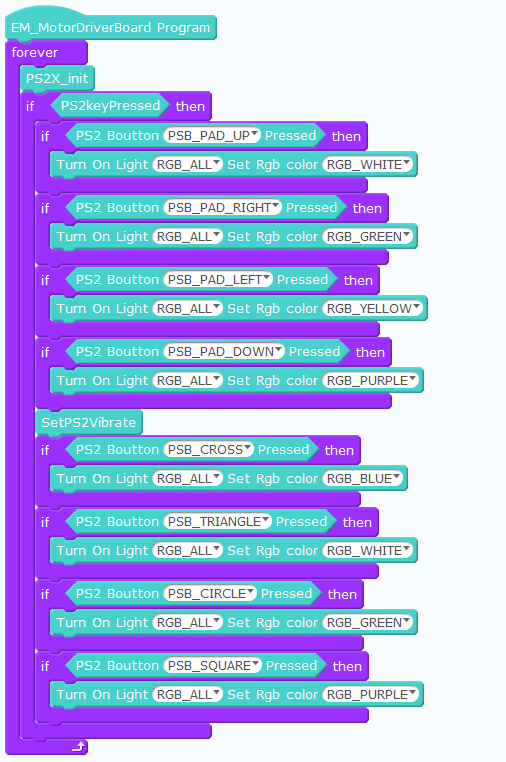 EM_MotorDriverBoard Program
forever
PS2X_init
if PS2keyPressed then
if PS2 Boutton PSB_PAD_UP Pressed then
Turn On Light RGB_ALL Set Rgb color RGB_WHITE
if PS2 Boutton PSB_PAD_RIGHT Pressed then
Turn On Light RGB_ALL Set Rgb color RGB_GREEN
if PS2 Boutton PSB_PAD_LEFT Pressed then
Turn On Light RGB_ALL Set Rgb color RGB_YELLOW
if PS2 Boutton PSB_PAD_DOWN Pressed then
Turn On Light RGB_ALL Set Rgb color RGB_PURPLE
SetPS2Vibrate
if PS2 Boutton PSB_CROSS Pressed then
Turn On Light RGB_ALL Set Rgb color RGB_BLUE
if PS2 Boutton PSB_TRIANGLE Pressed then
Turn On Light RGB_ALL Set Rgb color RGB_WHITE
if PS2 Boutton PSB_CIRCLE Pressed then
Turn On Light RGB_ALL Set Rgb color RGB_GREEN
if PS2 Boutton PSB_SQUARE Pressed then
Turn On Light RGB_ALL Set Rgb color RGB_PURPLE